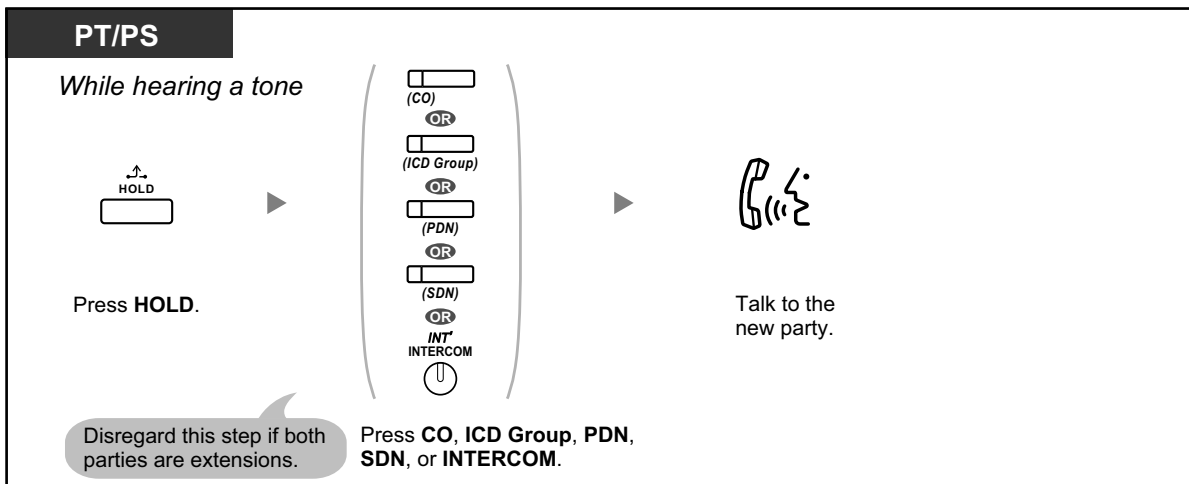 PT/PS
While hearing a tone
HOLD
Press HOLD.
(CO)
OR
(ICD Group)
OR
(PDN)
OR
(SDN)
OR
INT'
INTERCOM
Disregard this step if both
parties are extensions.
Press CO, ICD Group, PDN,
SDN, or INTERCOM.
Talk to the
new party.